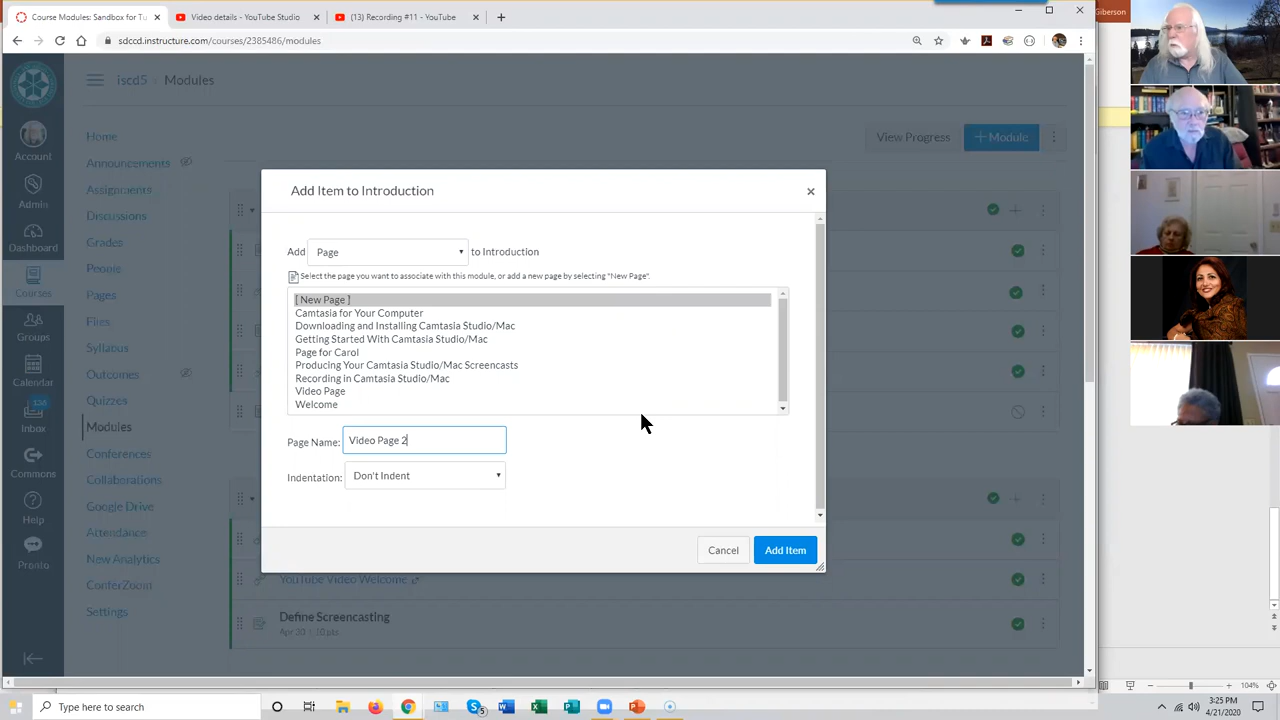 Course Modules: Sandbox for Tu
Video details - YouTube Studio
(13) Recording #11 - YouTube
Giberson
sdccd.instructure.com/courses/2385486/modules
iscd5
Modules
Account
Admin
Dashboard
Courses
Groups
Calendar
Inbox
Commons
Help
Pronto
Home
Announcements
Assignments
Discussions
Grades
People
Pages
Files
Syllabus
Outcomes
Quizzes
Modules
Conferences
Collaborations
Google Drive
Attendance
New Analytics
ConferZoom
Settings
View Progress
+ Module
Add Item to Introduction
Add Page to Introduction
Select the page you want to associate with this module, or add a new page by selecting "New Page".
[ New Page ]
Camtasia for Your Computer
Downloading and Installing Camtasia Studio/Mac
Getting Started With Camtasia Studio/Mac
Page for Carol
Producing Your Camtasia Studio/Mac Screencasts
Recording in Camtasia Studio/Mac
Video Page
Welcome
Page Name: Video Page 2
Indentation: Don't Indent
Cancel
Add Item
YouTube Video Welcome
Define Screencasting
Apr 20 | 10 pts
104%
Type here to search
3:25 PM
4/21/2020